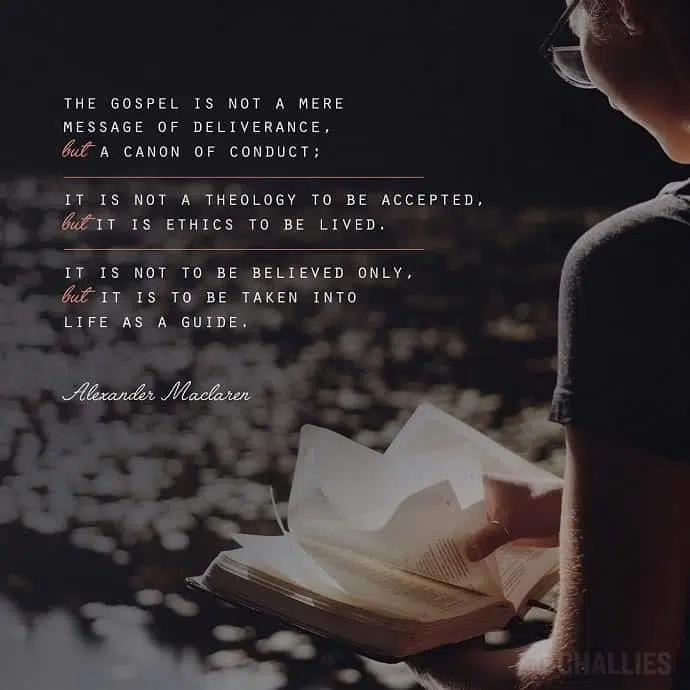 THE GOSPEL IS NOT A MERE
MESSAGE OF DELIVERANCE,
but A CANON OF CONDUCT;
IT IS NOT A THEOLOGY TO BE ACCEPTED,
but IT IS ETHICS TO BE LIVED.
IT IS NOT TO BE BELIEVED ONLY,
but IT IS TO BE TAKEN INTO
LIFE AS A GUIDE.
Alexander Maclaren
CHALLIES